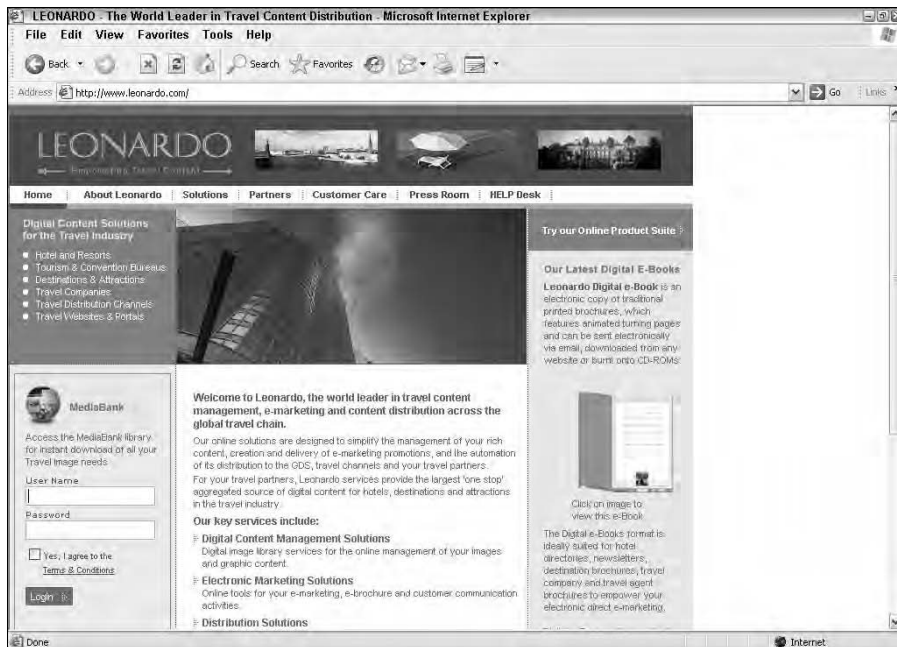 LEONARDO - The World Leader in Travel Content Distribution - Microsoft Internet Explorer
File Edit View Favorites Tools Help
Back Search Favorites
Address http://www.leonardo.com/ Go Links
LEONARDO
Empowering Travel Content
Home About Leonardo Solutions Partners Customer Care Press Room HELP Desk
Digital Content Solutions
for the Travel Industry
Hotel and Resorts
Tourism & Convention Bureaus
Destinations & Attractions
Travel Companies
Travel Distribution Channels
Travel Websites & Portals
MediaBank
Access the MediaBank library
for instant download of all your
Travel image needs
User Name
Password
Yes, I agree to the
Terms & Conditions
Login
Welcome to Leonardo, the world leader in travel content
management, e-marketing and content distribution across the
global travel chain.
Our online solutions are designed to simplify the management of your rich
content, creation and delivery of e-marketing promotions, and the automation
of its distribution to the GDS, travel channels and your travel partners.
For your travel partners, Leonardo services provide the largest 'one stop'
aggregated source of digital content for hotels, destinations and attractions
in the travel industry.
Our key services include:
Digital Content Management Solutions
Digital image library services for the online management of your images
and graphic content.
Electronic Marketing Solutions
Online tools for your e-marketing, e-brochure and customer communication
activities.
Distribution Solutions
Try our Online Product Suite
Our Latest Digital E-Books
Leonardo Digital e-Book is an
electronic copy of traditional
printed brochures, which
features animated turning pages
and can be sent electronically
via email, downloaded from any
website or burnt onto CD-ROMs.
Click on image to
view this e-Book
The Digital e-Books format is
ideally suited for hotel
directories, newsletters,
destination brochures, travel
company and travel agent
brochures to empower your
electronic direct e-marketing.
Done Internet